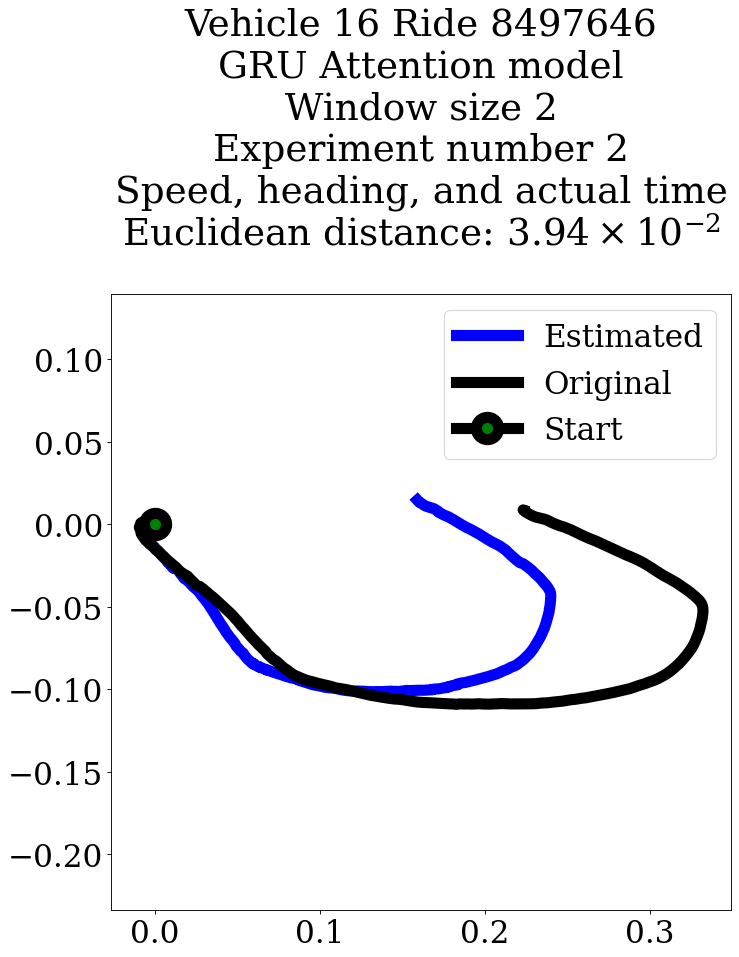 Vehicle 16 Ride 8497646
GRU Attention model
Window size 2
Experiment number 2
Speed, heading, and actual time
Euclidean distance: 3.94 × 10⁻²
Estimated
Original
Start
0.10
0.05
0.00
−0.05
−0.10
−0.15
−0.20
0.0 0.1 0.2 0.3